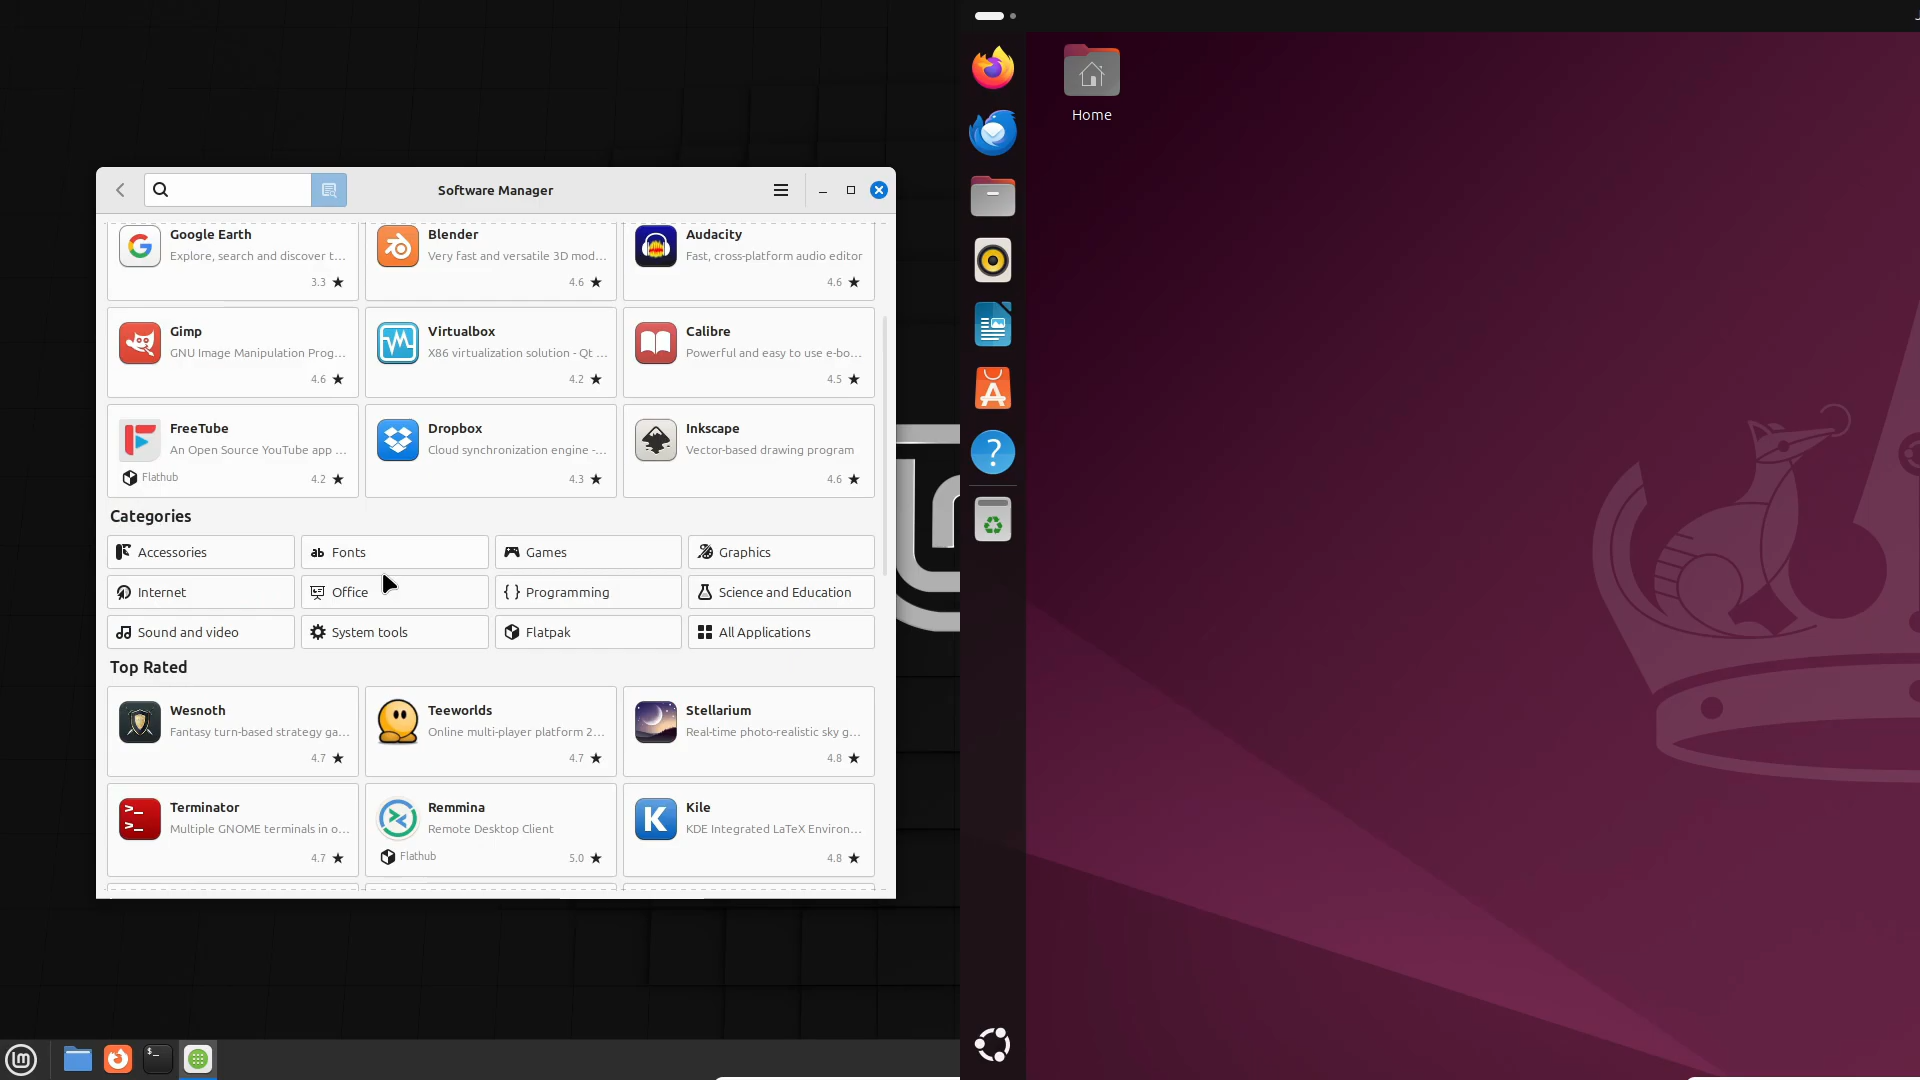 Software Manager
Google Earth
Explore, search and discover t...
3.3 ★
Blender
Very fast and versatile 3D mod...
4.6 ★
Audacity
Fast, cross-platform audio editor
4.6 ★
Gimp
GNU Image Manipulation Prog...
4.6 ★
Virtualbox
X86 virtualization solution - Qt ...
4.2 ★
Calibre
Powerful and easy to use e-bo...
4.5 ★
FreeTube
An Open Source YouTube app ...
Flathub 4.2 ★
Dropbox
Cloud synchronization engine -...
4.3 ★
Inkscape
Vector-based drawing program
4.6 ★
Categories
Accessories
Fonts
Games
Graphics
Internet
Office
Programming
Science and Education
Sound and video
System tools
Flatpak
All Applications
Top Rated
Wesnoth
Fantasy turn-based strategy ga...
4.7 ★
Teeworlds
Online multi-player platform 2...
4.7 ★
Stellarium
Real-time photo-realistic sky g...
4.8 ★
Terminator
Multiple GNOME terminals in o...
4.7 ★
Remmina
Remote Desktop Client
Flathub 5.0 ★
Kile
KDE Integrated LaTeX Environ...
4.8 ★
Home